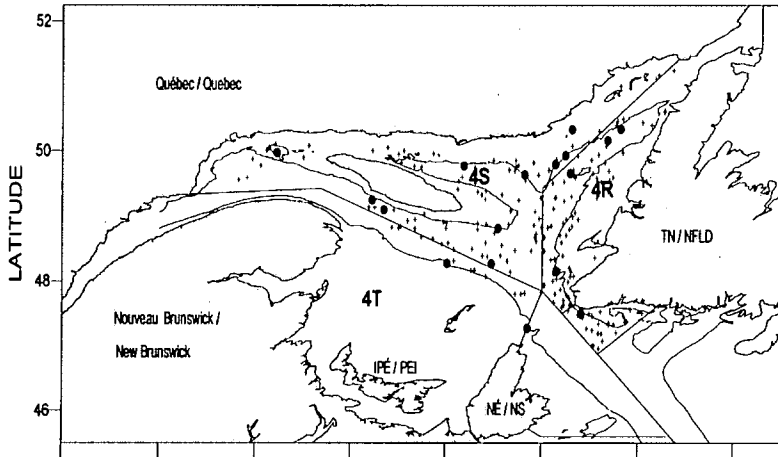 52
Québec / Quebec
50
4S
4R
LATITUDE
TN / NFLD
48
4T
Nouveau Brunswick /
New Brunswick
IPÉ / PEI
NÉ / NS
46